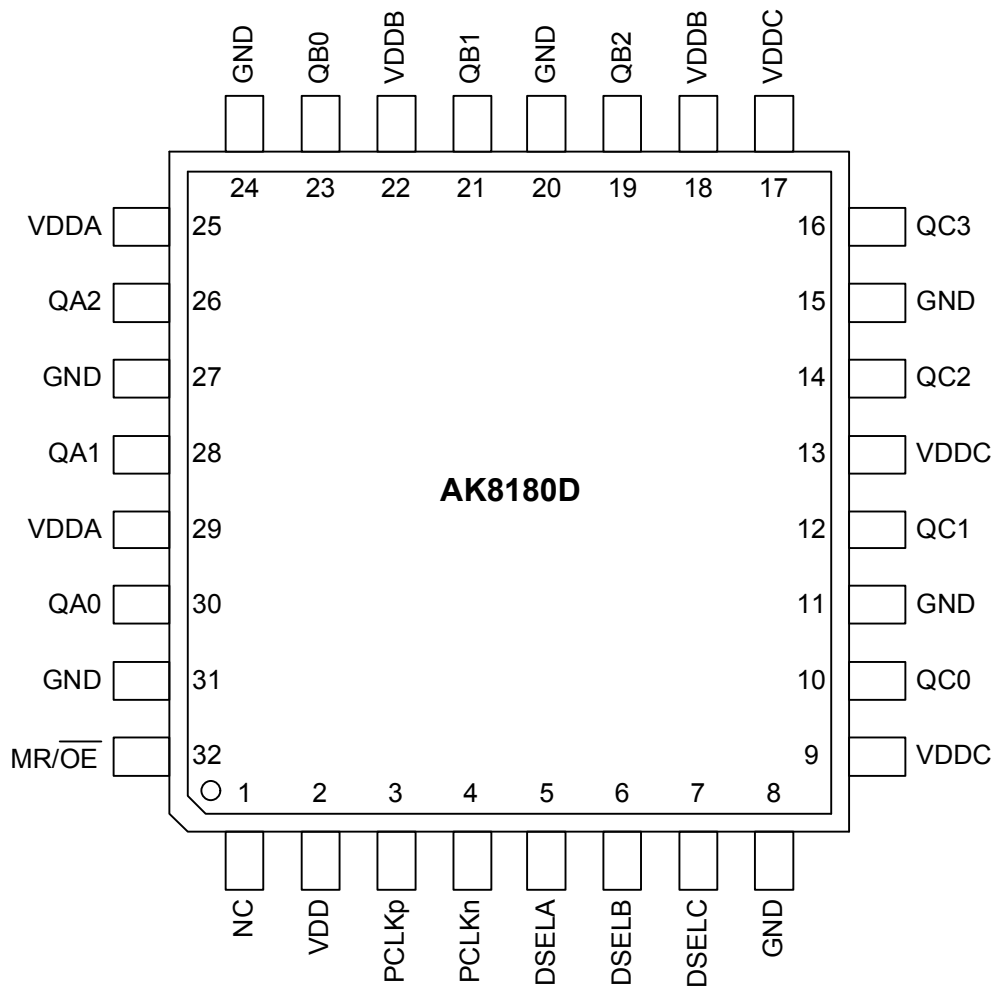 GND QB0 VDDB QB1 GND QB2 VDDB VDDC
24 23 22 21 20 19 18 17
VDDA 25 16 QC3
QA2 26 15 GND
GND 27 14 QC2
QA1 28 13 VDDC
AK8180D
VDDA 29 12 QC1
QA0 30 11 GND
GND 31 10 QC0
MR/O̅E̅ 32 9 VDDC
1 2 3 4 5 6 7 8
NC VDD PCLKp PCLKn DSELA DSELB DSELC GND